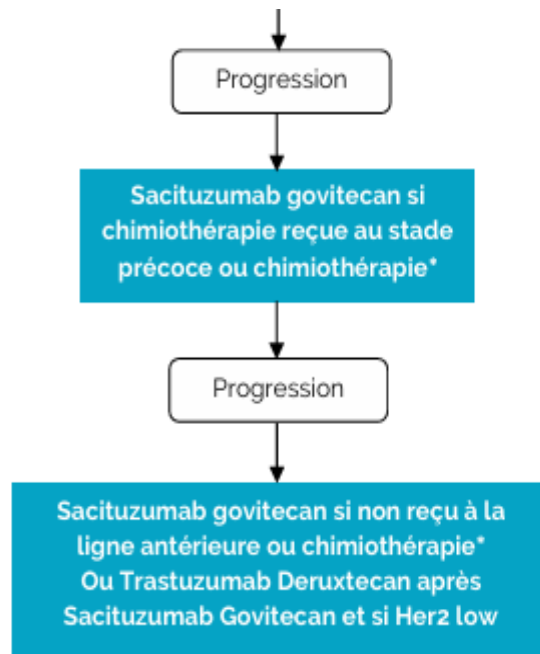 Progression
Sacituzumab govitecan si
chimiothérapie reçue au stade
précoce ou chimiothérapie*
Progression
Sacituzumab govitecan si non reçu à la
ligne antérieure ou chimiothérapie*
Ou Trastuzumab Deruxtecan après
Sacituzumab Govitecan et si Her2 low